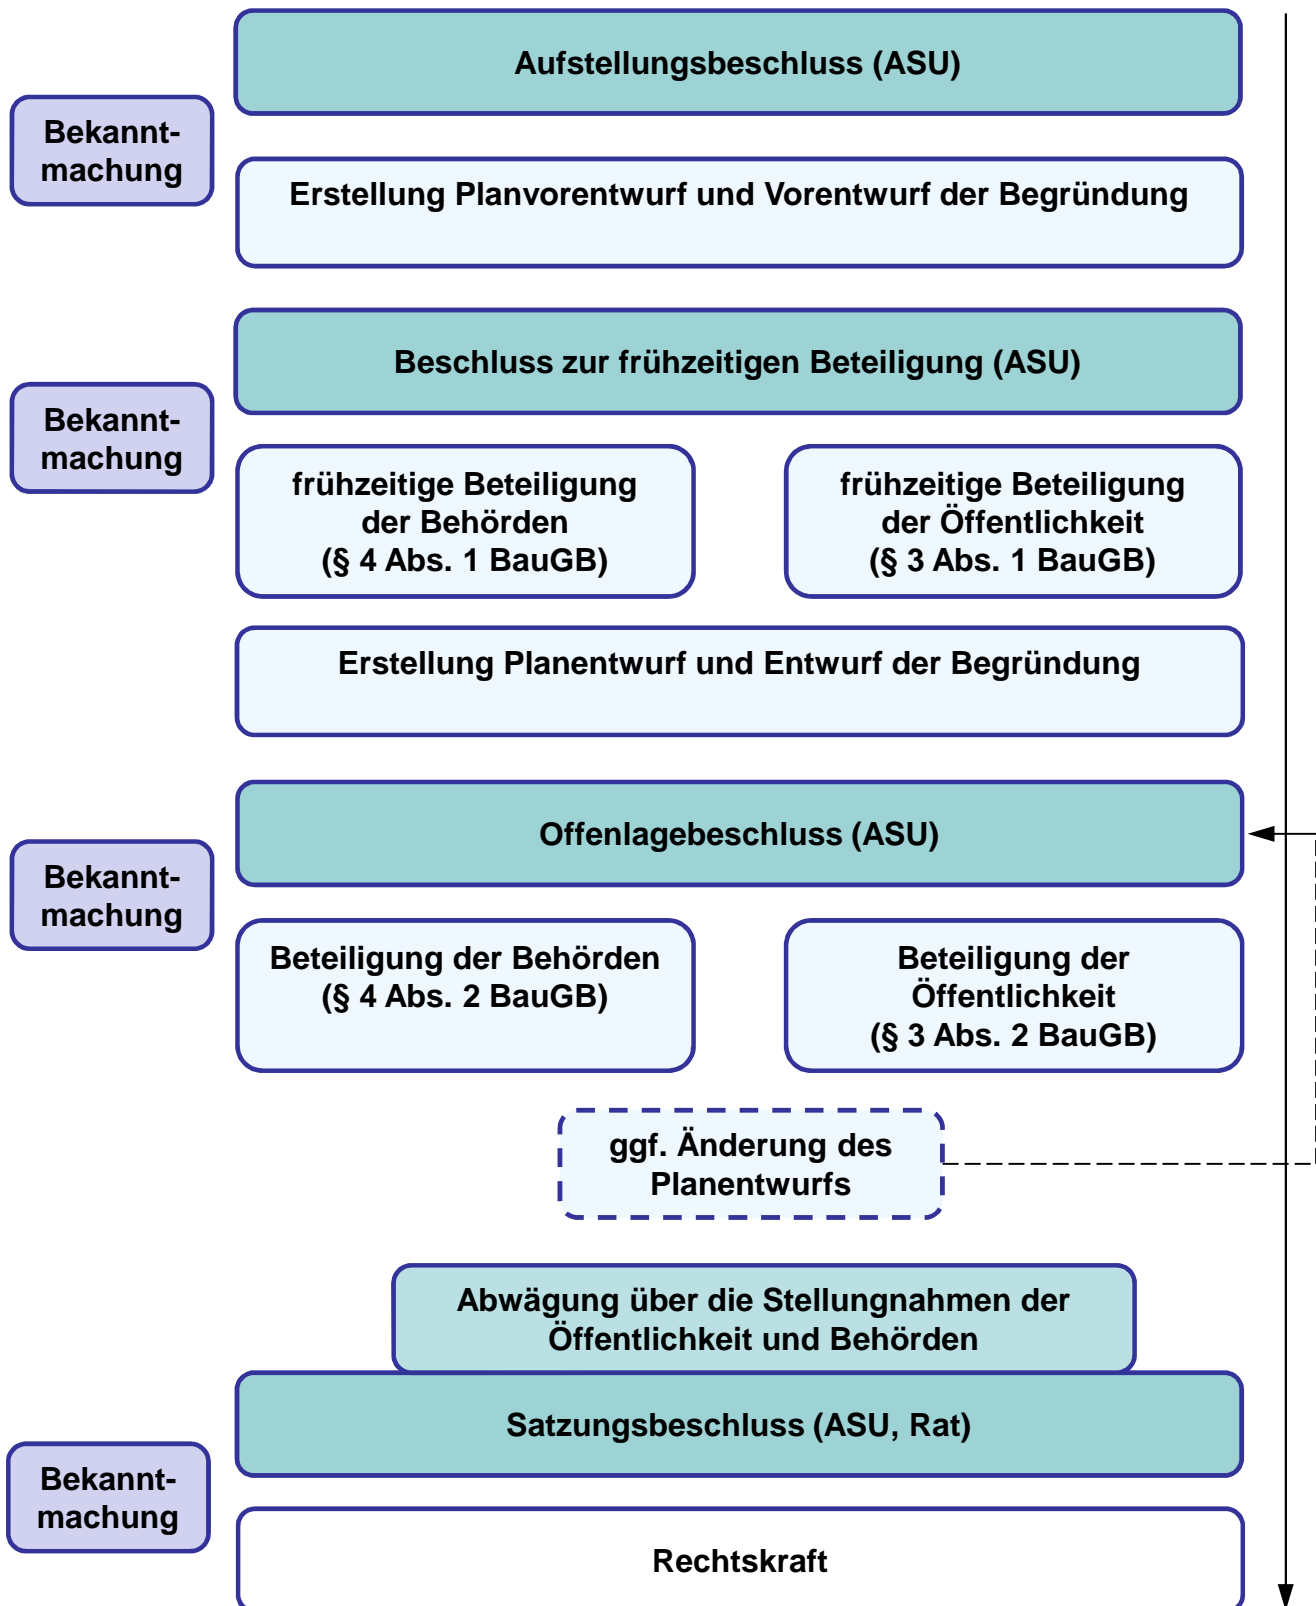 Aufstellungsbeschluss (ASU)
Bekannt-
machung
Erstellung Planvorentwurf und Vorentwurf der Begründung
Beschluss zur frühzeitigen Beteiligung (ASU)
Bekannt-
machung
frühzeitige Beteiligung
der Behörden
(§ 4 Abs. 1 BauGB)
frühzeitige Beteiligung
der Öffentlichkeit
(§ 3 Abs. 1 BauGB)
Erstellung Planentwurf und Entwurf der Begründung
Offenlagebeschluss (ASU)
Bekannt-
machung
Beteiligung der Behörden
(§ 4 Abs. 2 BauGB)
Beteiligung der
Öffentlichkeit
(§ 3 Abs. 2 BauGB)
ggf. Änderung des
Planentwurfs
Abwägung über die Stellungnahmen der
Öffentlichkeit und Behörden
Satzungsbeschluss (ASU, Rat)
Bekannt-
machung
Rechtskraft